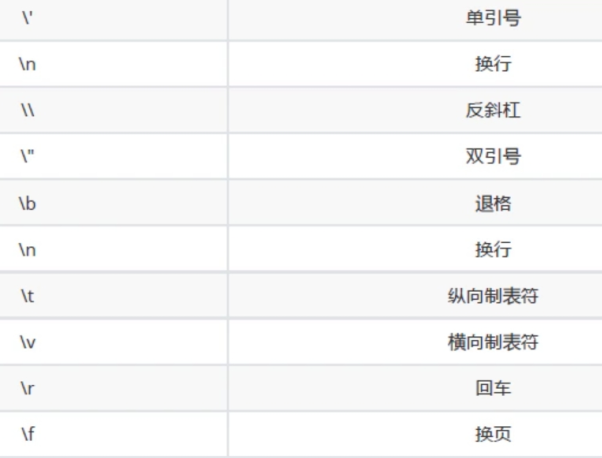 \' 单引号
\n 换行
\\ 反斜杠
\" 双引号
\b 退格
\n 换行
\t 纵向制表符
\v 横向制表符
\r 回车
\f 换页